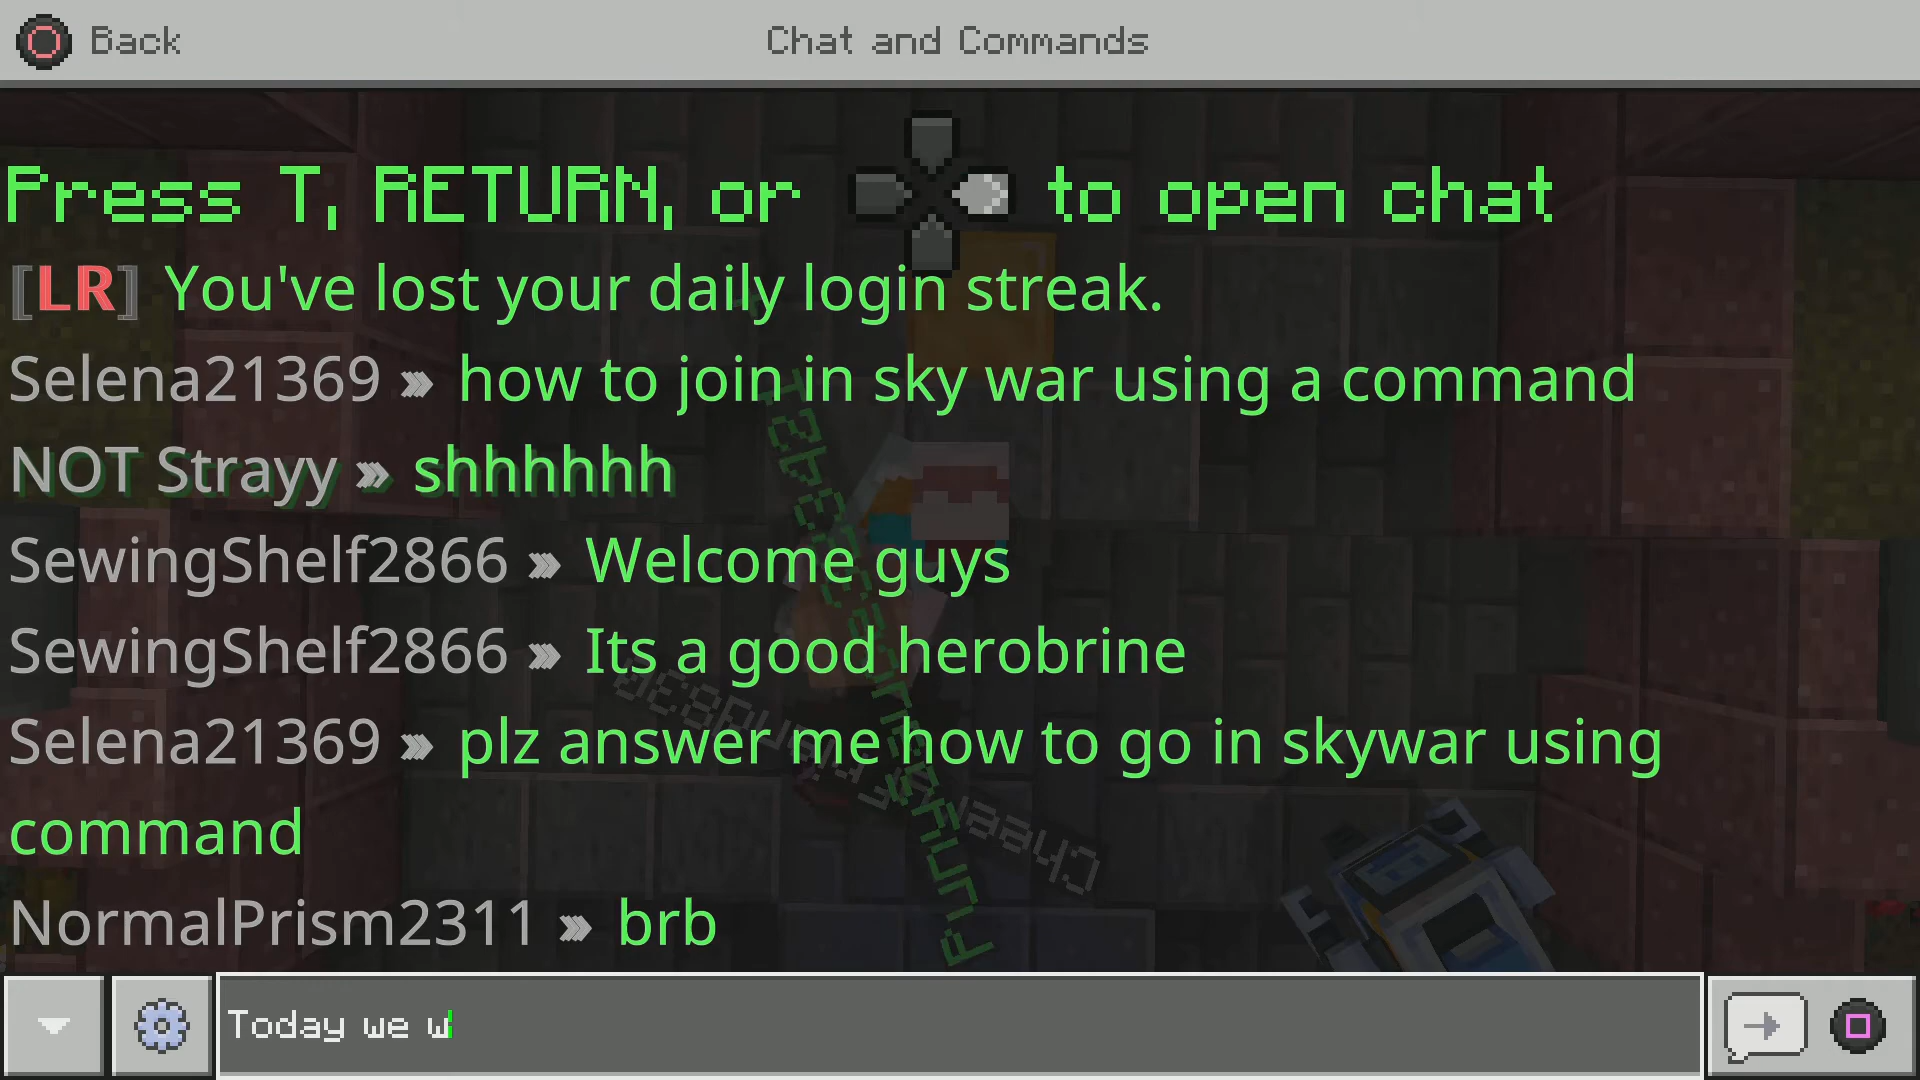 Back
Chat and Commands
Press T, RETURN, or to open chat
[LR] You've lost your daily login streak.
Selena21369 » how to join in sky war using a command
NOT Strayy » shhhhhh
SewingShelf2866 » Welcome guys
SewingShelf2866 » Its a good herobrine
Selena21369 » plz answer me how to go in skywar using
command
NormalPrism2311 » brb
Today we w